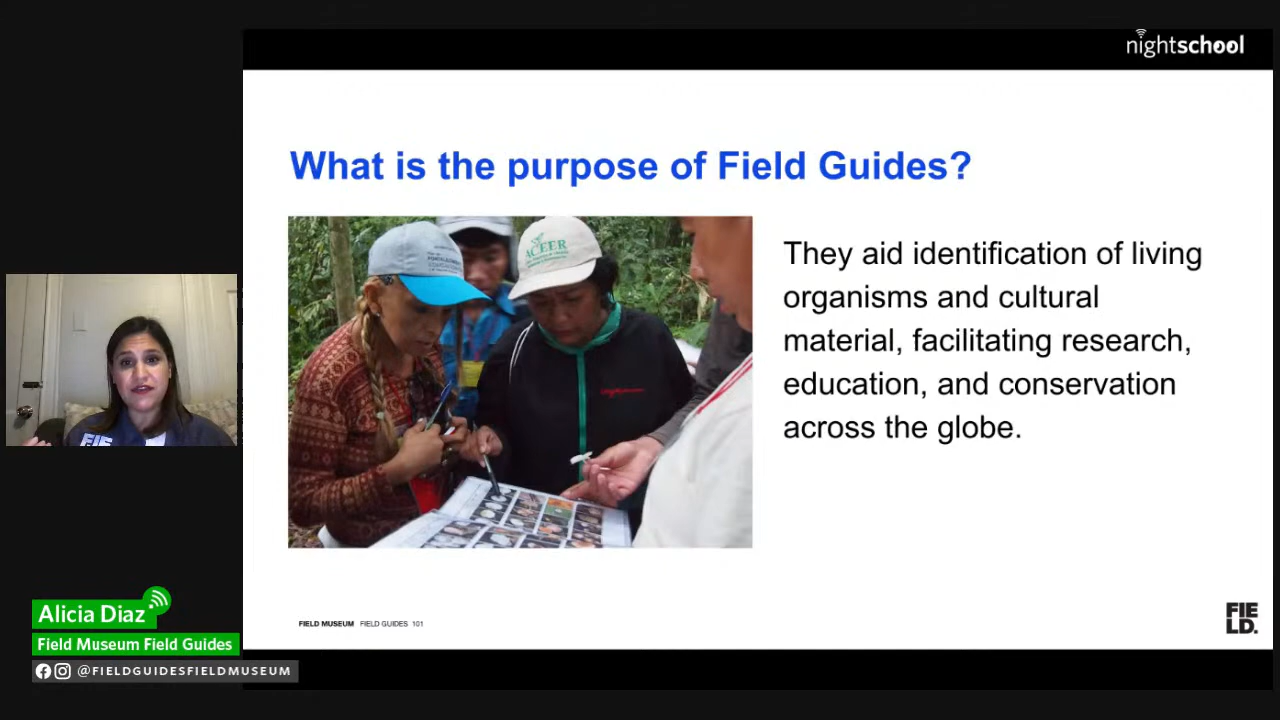 nightschool
What is the purpose of Field Guides?
ACEER
They aid identification of living
organisms and cultural
material, facilitating research,
education, and conservation
across the globe.
Alicia Diaz
Field Museum Field Guides
@FIELDGUIDESFIELDMUSEUM
FIELD MUSEUM FIELD GUIDES 101
FIE
LD.